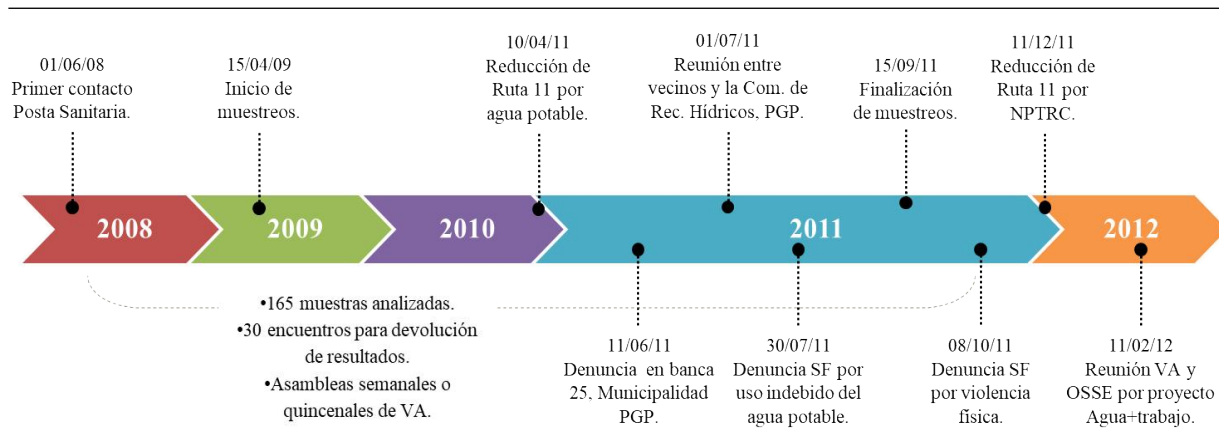 01/06/08
Primer contacto
Posta Sanitaria.
15/04/09
Inicio de
muestreos.
10/04/11
Reducción de
Ruta 11 por
agua potable.
01/07/11
Reunión entre
vecinos y la Com. de
Rec. Hídricos, PGP.
15/09/11
Finalización
de muestreos.
11/12/11
Reducción de
Ruta 11 por
NPTRC.
2008
2009
2010
2011
2012
•165 muestras analizadas.
•30 encuentros para devolución
de resultados.
•Asambleas semanales o
quincenales de VA.
11/06/11
Denuncia en banca
25, Municipalidad
PGP.
30/07/11
Denuncia SF por
uso indebido del
agua potable.
08/10/11
Denuncia SF
por violencia
física.
11/02/12
Reunión VA y
OSSE por proyecto
Agua+trabajo.